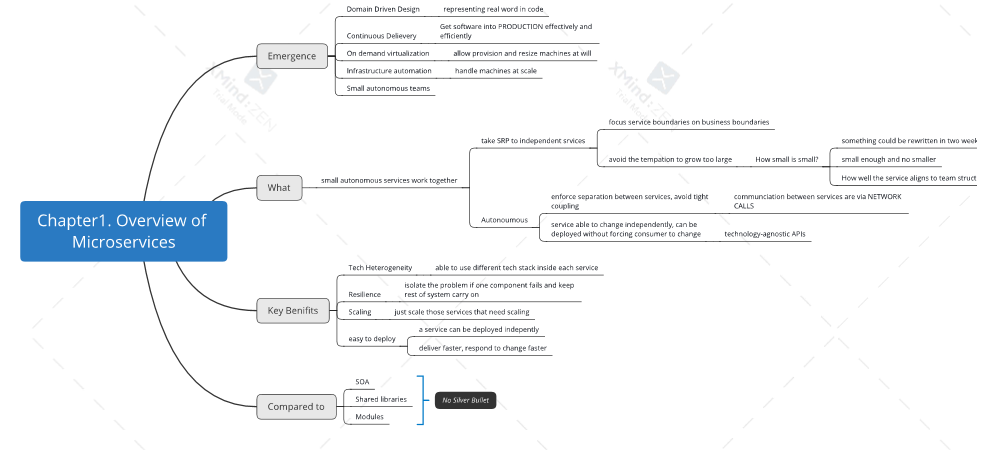 Domain Driven Design
representing real word in code
Get software into PRODUCTION effectively and
efficiently
Continuous Delievery
Emergence
On demand virtualization
allow provision and resize machines at will
Infrastructure automation
handle machines at scale
Small autonomous teams
XMind:ZEN
Trial Mode
XMind:ZEN
Trial Mode
focus service boundaries on business boundaries
take SRP to independent srvices
something could be rewritten in two week
avoid the tempation to grow too large
How small is small?
small enough and no smaller
How well the service aligns to team struct
What
small autonomous services work together
enforce separation between services, avoid tight
coupling
communciation between services are via NETWORK
CALLS
Autonoumous
service able to change independently, can be
deployed without forcing consumer to change
technology-agnostic APIs
Chapter1. Overview of
Microservices
Tech Heterogeneity
able to use different tech stack inside each service
isolate the problem if one component fails and keep
rest of system carry on
Resilience
Key Benifits
Scaling
just scale those services that need scaling
a service can be deployed indepently
easy to deploy
deliver faster, respond to change faster
SOA
Compared to
Shared libraries
No Silver Bullet
Modules